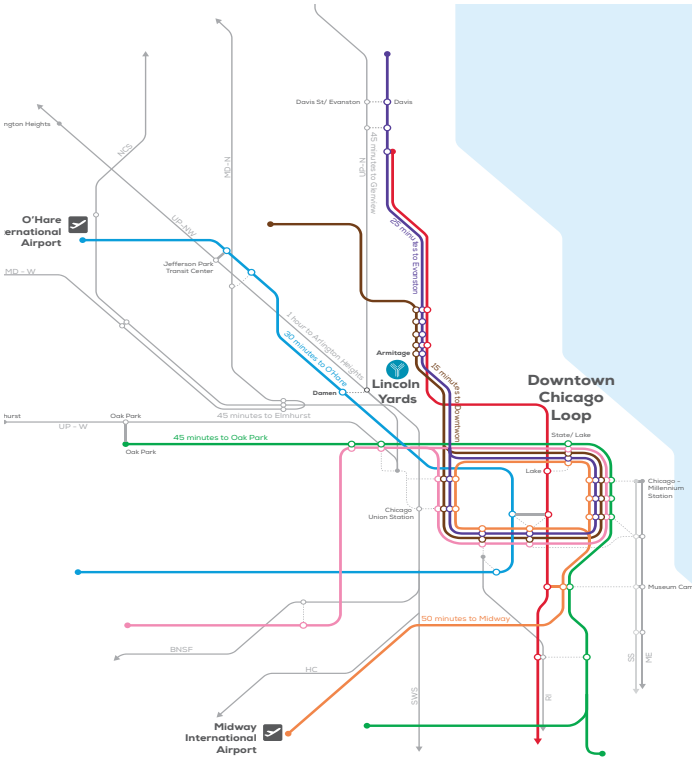 Davis St/ Evanston
Davis
ngton Heights
NCS
MD-N
UP-N
45 minutes to Glenview
UP-NW
O'Hare
ernational
Airport
25 minutes to Evanston
Jefferson Park
Transit Center
MD - W
1 hour to Arlington Heights
30 minutes to O'Hare
Armitage
15 minutes to Downtwon
Lincoln
Yards
Downtown
Chicago
Loop
Damen
hurst
UP - W
Oak Park
45 minutes to Elmhurst
45 minutes to Oak Park
Oak Park
State/ Lake
Lake
Chicago -
Millennium
Station
Chicago
Union Station
Museum Cam
50 minutes to Midway
BNSF
HC
SWS
RI
SS
ME
Midway
International
Airport